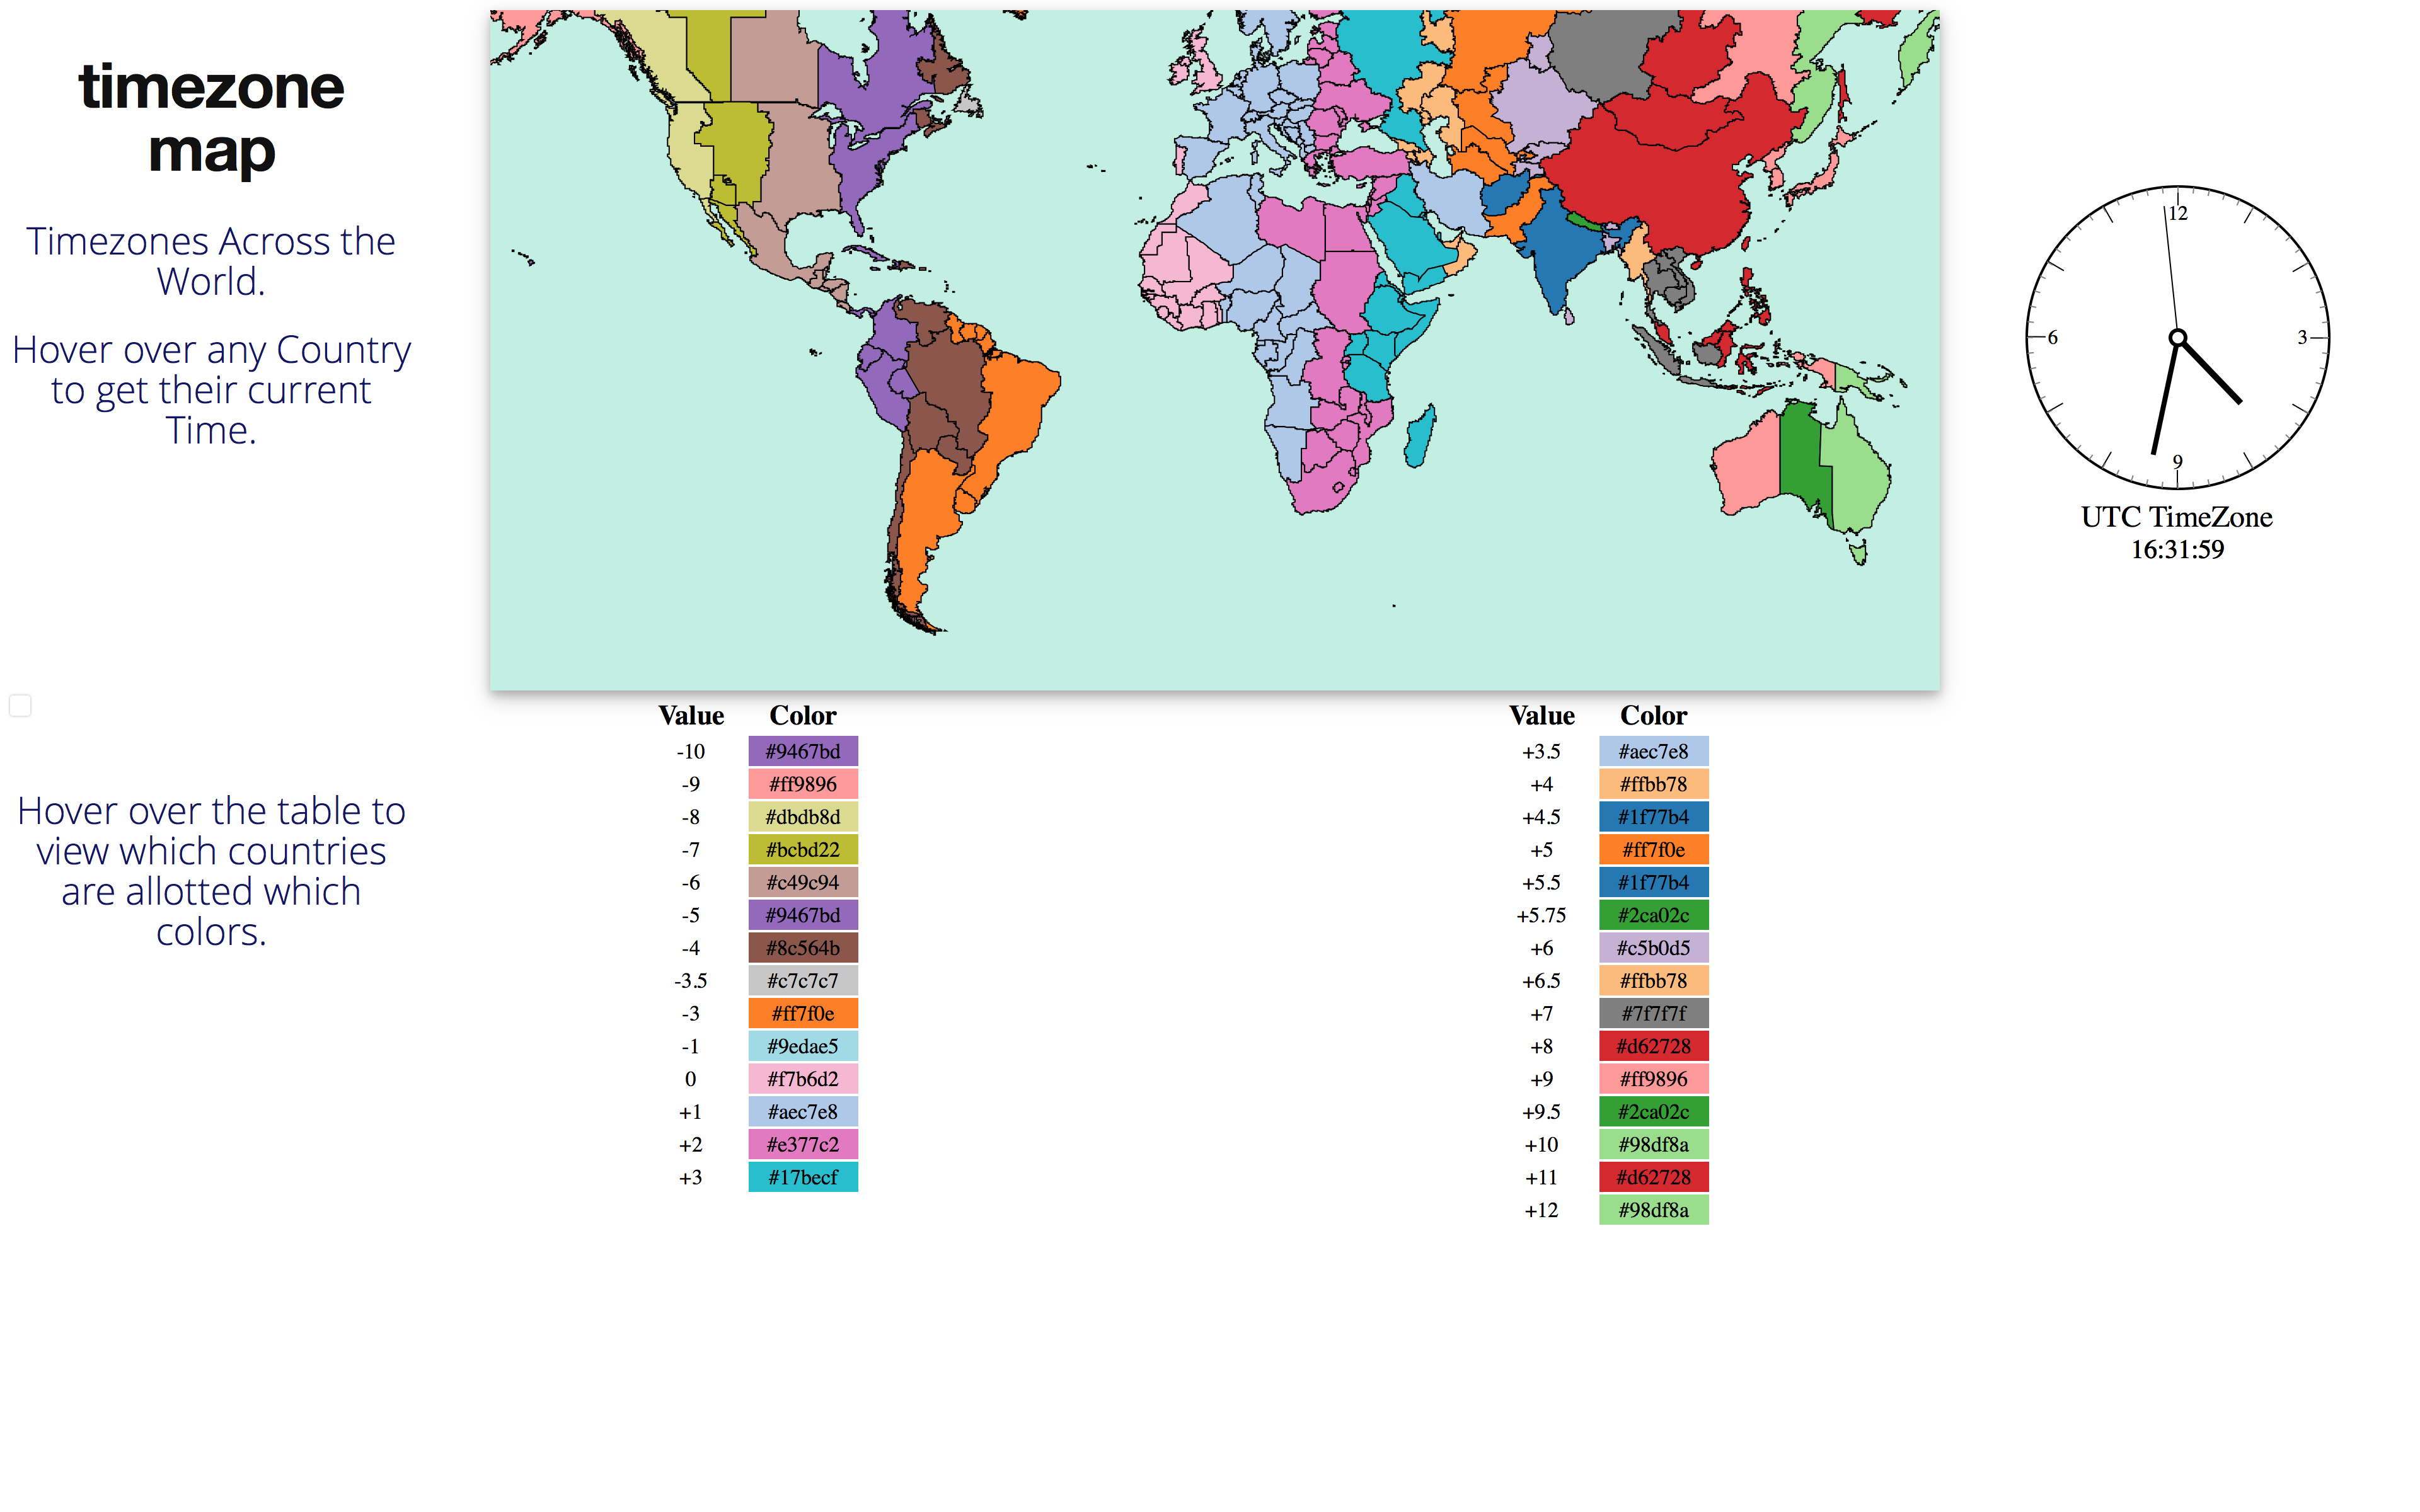 timezone
map
Timezones Across the
World.
Hover over any Country
to get their current
Time.
12
6
3
9
UTC TimeZone
16:31:59
Hover over the table to
view which countries
are allotted which
colors.
Value Color
-10 #9467bd
-9 #ff9896
-8 #dbdb8d
-7 #bcbd22
-6 #c49c94
-5 #9467bd
-4 #8c564b
-3.5 #c7c7c7
-3 #ff7f0e
-1 #9edae5
0 #f7b6d2
+1 #aec7e8
+2 #e377c2
+3 #17becf
Value Color
+3.5 #aec7e8
+4 #ffbb78
+4.5 #1f77b4
+5 #ff7f0e
+5.5 #1f77b4
+5.75 #2ca02c
+6 #c5b0d5
+6.5 #ffbb78
+7 #7f7f7f
+8 #d62728
+9 #ff9896
+9.5 #2ca02c
+10 #98df8a
+11 #d62728
+12 #98df8a